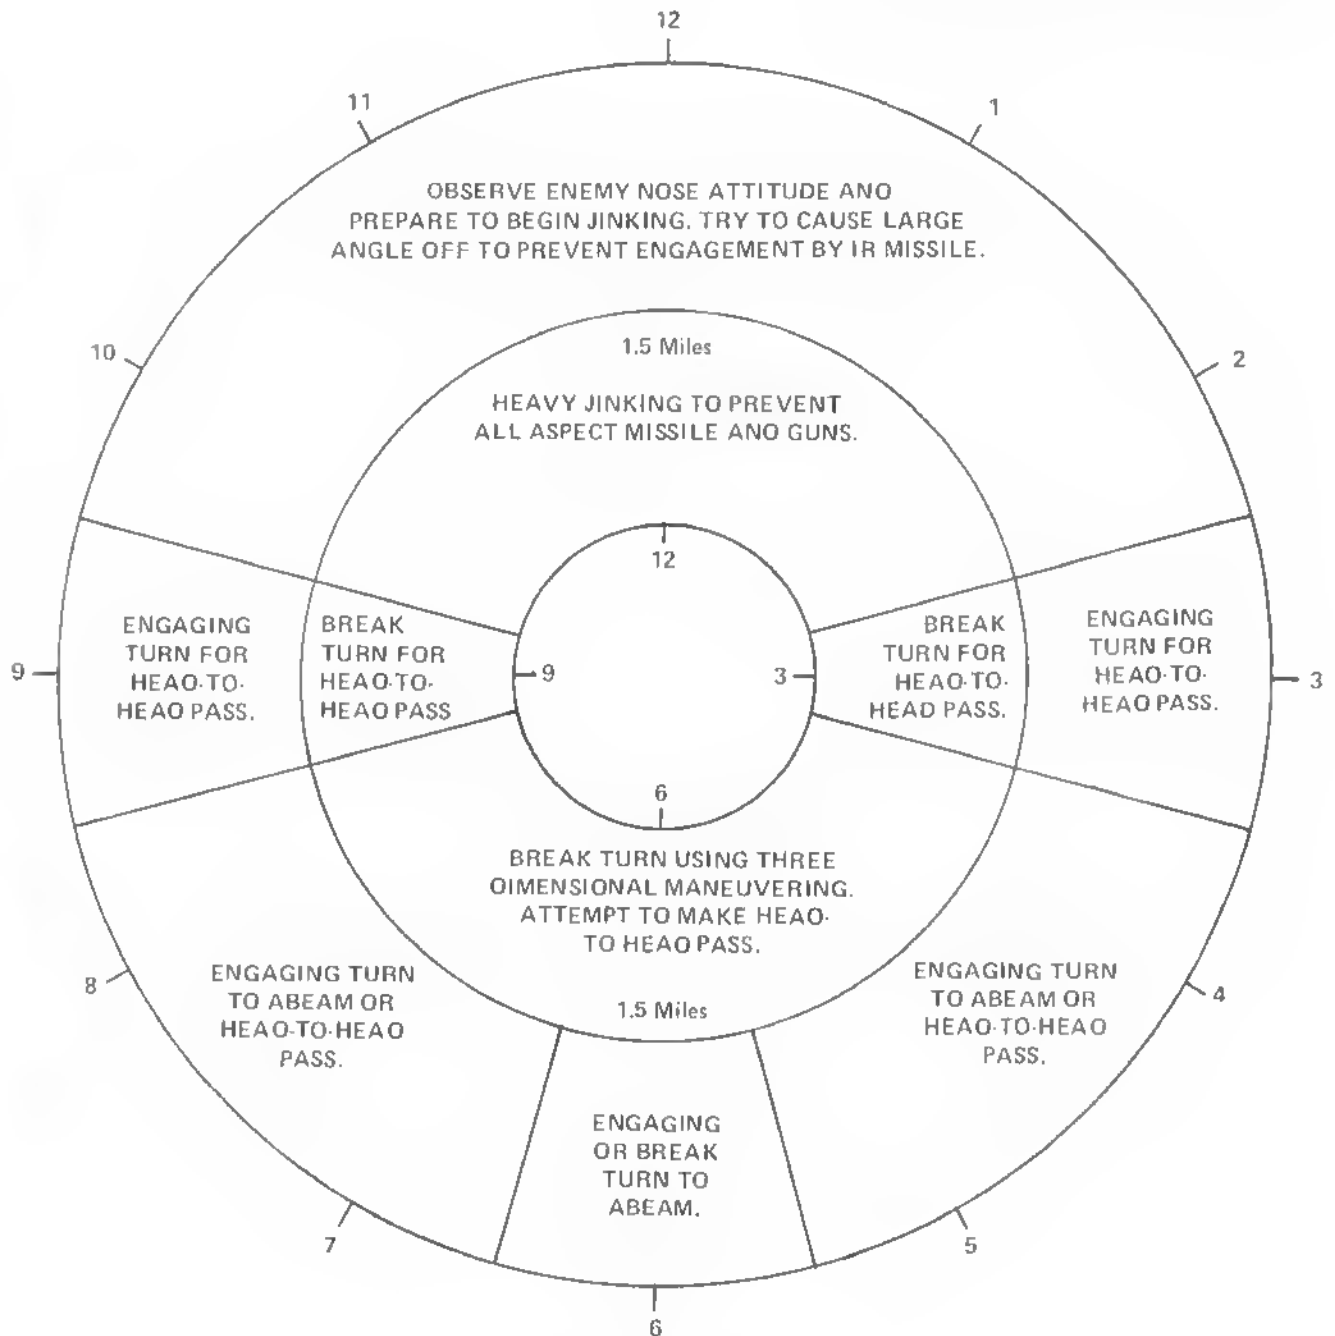 12
11
1
OBSERVE ENEMY NOSE ATTITUDE ANO
PREPARE TO BEGIN JINKING. TRY TO CAUSE LARGE
ANGLE OFF TO PREVENT ENGAGEMENT BY IR MISSILE.
10
2
1.5 Miles
HEAVY JINKING TO PREVENT
ALL ASPECT MISSILE ANO GUNS.
12
9
ENGAGING
TURN FOR
HEAO-TO-
HEAO PASS.
BREAK
TURN FOR
HEAO-TO-
HEAO PASS
9
3
BREAK
TURN FOR
HEAO-TO-
HEAD PASS.
ENGAGING
TURN FOR
HEAO-TO-
HEAO PASS.
3
6
BREAK TURN USING THREE
OIMENSIONAL MANEUVERING.
ATTEMPT TO MAKE HEAO-
TO HEAO PASS.
1.5 Miles
8
ENGAGING TURN
TO ABEAM OR
HEAO-TO-HEAO
PASS.
ENGAGING TURN
TO ABEAM OR
HEAO-TO-HEAO
PASS.
4
ENGAGING
OR BREAK
TURN TO
ABEAM.
7
5
6